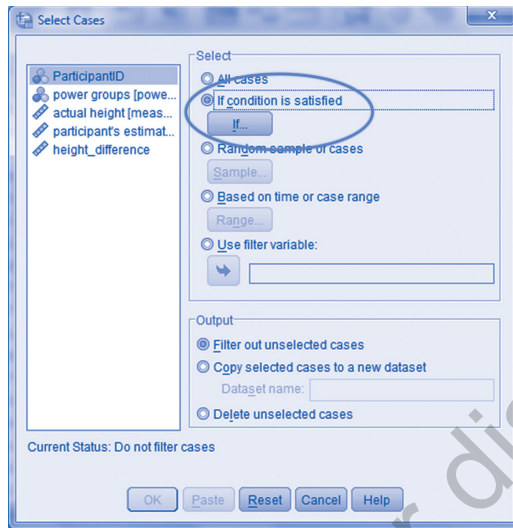 Select Cases
ParticipantID
power groups [powe...
actual height [meas...
participant's estimat...
height_difference
Select
All cases
If condition is satisfied
If...
Random sample of cases
Sample...
Based on time or case range
Range...
Use filter variable:
Output
Filter out unselected cases
Copy selected cases to a new dataset
Dataset name:
Delete unselected cases
Current Status: Do not filter cases
OK Paste Reset Cancel Help